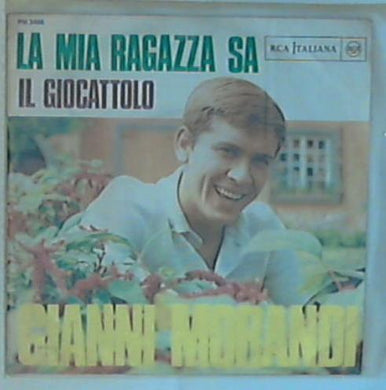 LA MIA RAGAZZA SA
RCA ITALIANA
IL GIOCATTOLO
GIANNI MORANDI